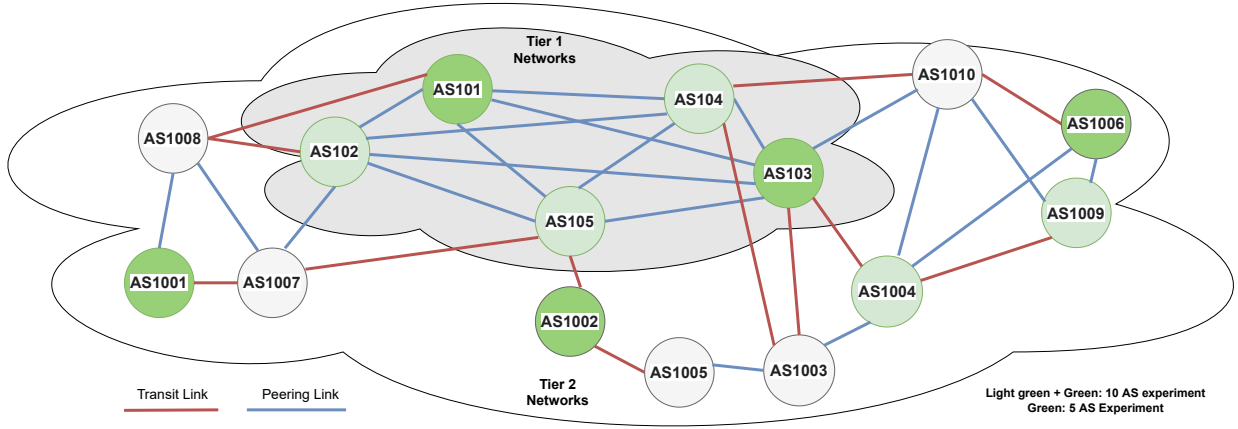 Tier 1
Networks
AS101
AS104
AS1010
AS1008
AS102
AS1006
AS103
AS105
AS1009
AS1001
AS1007
AS1004
AS1002
AS1005
AS1003
Tier 2
Networks
Transit Link
Peering Link
Light green + Green: 10 AS experiment
Green: 5 AS Experiment